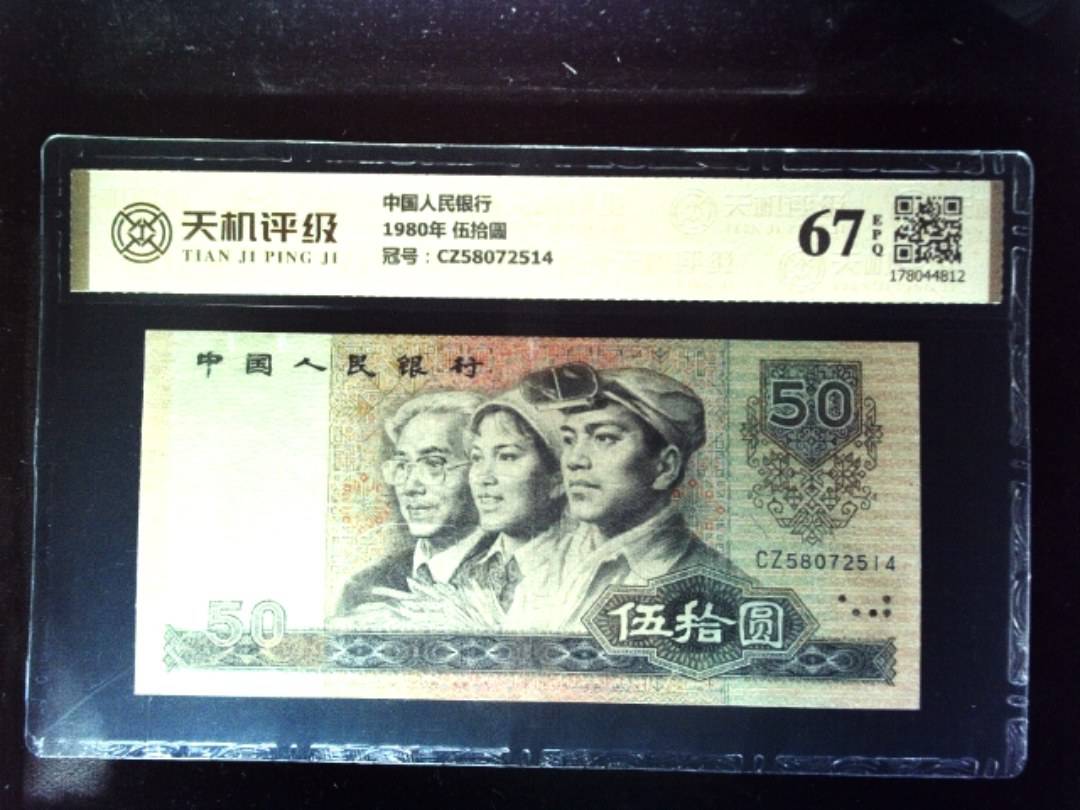 天机评级
TIAN JI PING JI
中国人民银行
1980年 伍拾圆
冠号：CZ58072514
67
EPQ
178044812
中国人民银行
50
CZ58072514
50
伍拾圆